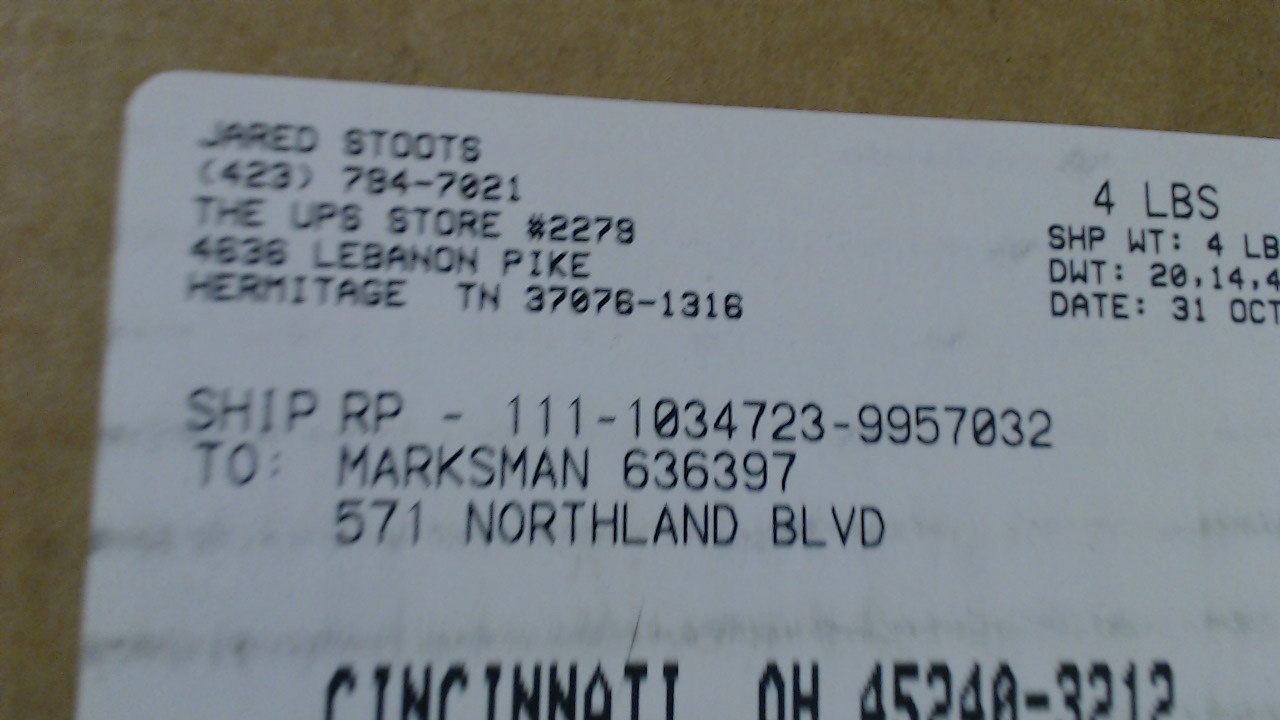 JARED STOOTS
(423) 784-7021
THE UPS STORE #2279
4636 LEBANON PIKE
HERMITAGE TN 37076-1316
4 LBS
SHP WT: 4 LB
DWT: 20,14,4
DATE: 31 OCT
SHIP RP - 111-1034723-9957032
TO: MARKSMAN 636397
571 NORTHLAND BLVD
CINCINNATI OH 45240-3212